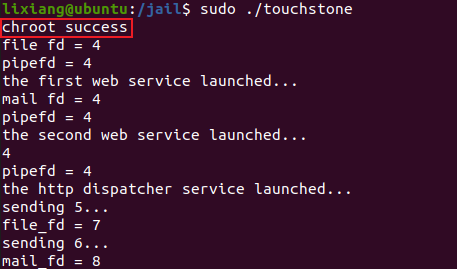 lixiang@ubuntu:/jail$ sudo ./touchstone
chroot success
file fd = 4
pipefd = 4
the first web service launched...
mail fd = 4
pipefd = 4
the second web service launched...
4
pipefd = 4
the http dispatcher service launched...
sending 5...
file_fd = 7
sending 6...
mail_fd = 8